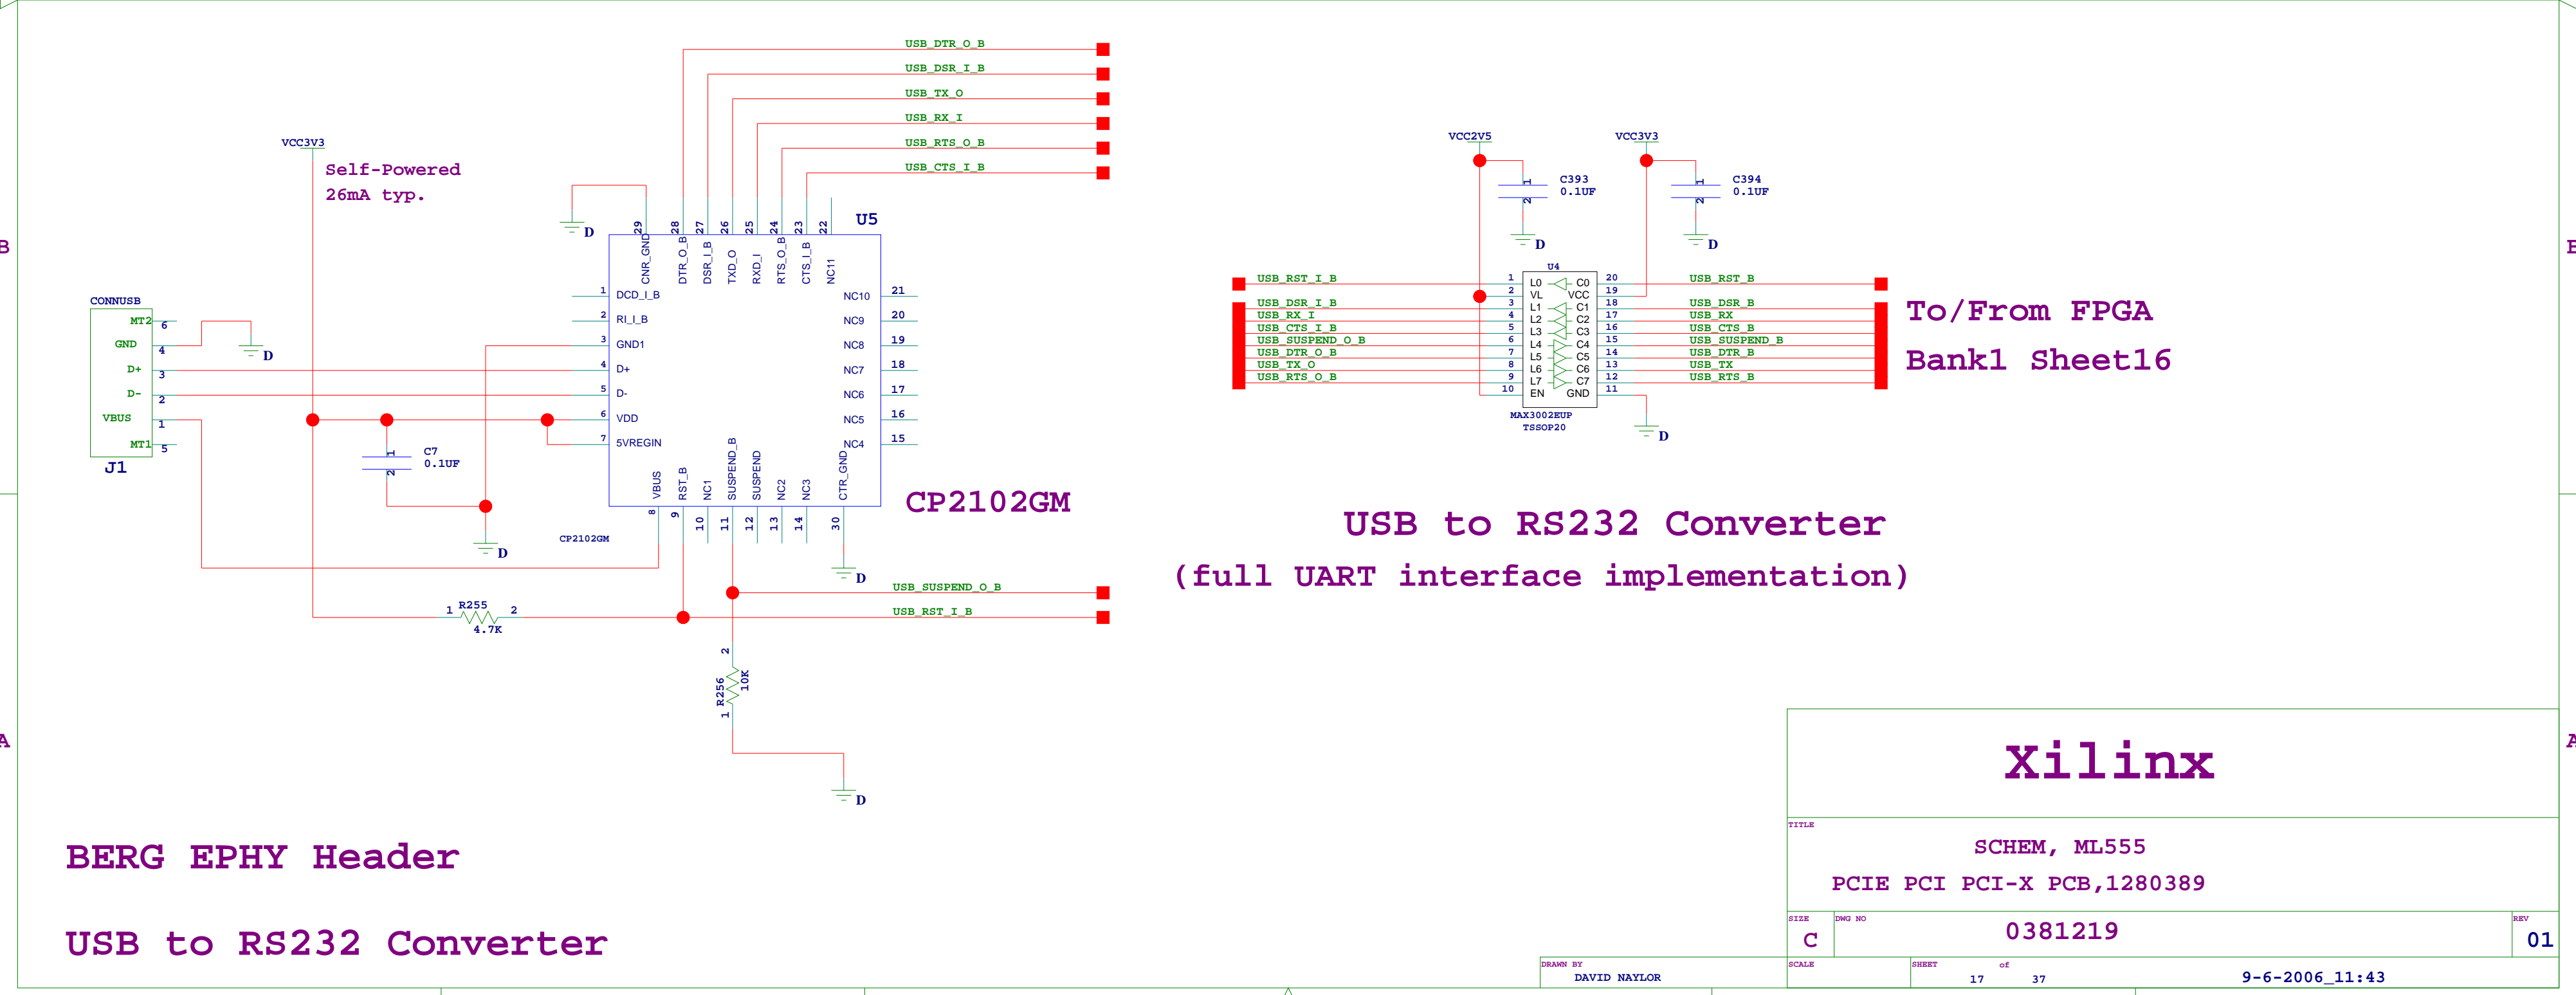 USB_DTR_O_B
USB_DSR_I_B
USB_TX_O
USB_RX_I
USB_RTS_O_B
USB_CTS_I_B
VCC3V3
Self-Powered
26mA typ.
D
U5
29 28 27 26 25 24 23 22
CNR_GND
DTR_O_B
DSR_I_B
TXD_O
RXD_I
RTS_O_B
CTS_I_B
NC11
1 DCD_I_B
2 RI_I_B
3 GND1
4 D+
5 D-
6 VDD
7 5VREGIN
NC10 21
NC9 20
NC8 19
NC7 18
NC6 17
NC5 16
NC4 15
VBUS
RST_B
NC1
SUSPEND_B
SUSPEND
NC2
NC3
CTR_GND
8 9 10 11 12 13 14 30
CP2102GM
CP2102GM
CONNUSB
MT2 6
GND 4
D+ 3
D- 2
VBUS 1
MT1 5
J1
D
1
2
C7
0.1UF
D
D
USB_SUSPEND_O_B
USB_RST_I_B
1 R255 2
4.7K
2
R256
10K
1
D
VCC2V5
VCC3V3
1
2
C393
0.1UF
D
1
2
C394
0.1UF
D
U4
USB_RST_I_B 1 L0 C0 20 USB_RST_B
2 VL VCC 19
USB_DSR_I_B 3 L1 C1 18 USB_DSR_B
USB_RX_I 4 L2 C2 17 USB_RX
USB_CTS_I_B 5 L3 C3 16 USB_CTS_B
USB_SUSPEND_O_B 6 L4 C4 15 USB_SUSPEND_B
USB_DTR_O_B 7 L5 C5 14 USB_DTR_B
USB_TX_O 8 L6 C6 13 USB_TX
USB_RTS_O_B 9 L7 C7 12 USB_RTS_B
10 EN GND 11
MAX3002EUP
TSSOP20
D
To/From FPGA
Bank1 Sheet16
USB to RS232 Converter
(full UART interface implementation)
B
B
A
A
BERG EPHY Header
USB to RS232 Converter
Xilinx
TITLE
SCHEM, ML555
PCIE PCI PCI-X PCB,1280389
SIZE
C
DWG NO
0381219
REV
01
DRAWN BY
DAVID NAYLOR
SCALE
SHEET of
17 37
9-6-2006_11:43